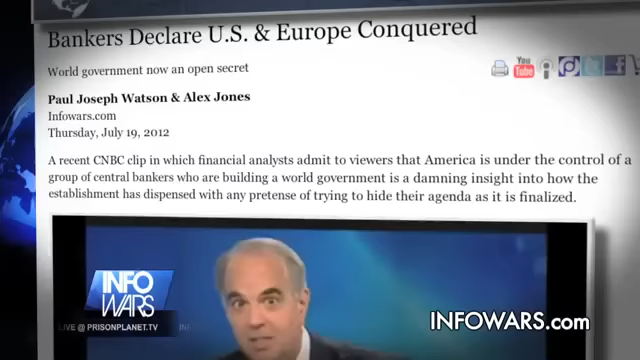 Bankers Declare U.S. & Europe Conquered
World government now an open secret
You
Tube
Paul Joseph Watson & Alex Jones
Infowars.com
Thursday, July 19, 2012
A recent CNBC clip in which financial analysts admit to viewers that America is under the control of a
group of central bankers who are building a world government is a damning insight into how the
establishment has dispensed with any pretense of trying to hide their agenda as it is finalized.
INFO
WARS
LIVE @ PRISONPLANET.TV
INFOWARS.com